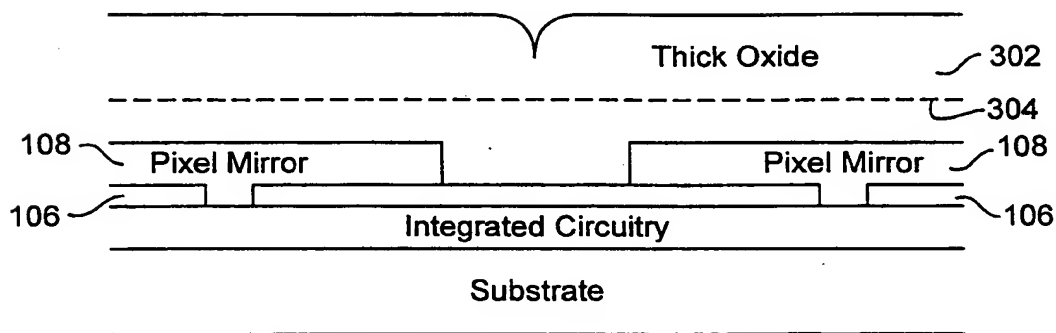 Thick Oxide
302
304
108
Pixel Mirror
Pixel Mirror
108
106
106
Integrated Circuitry
Substrate